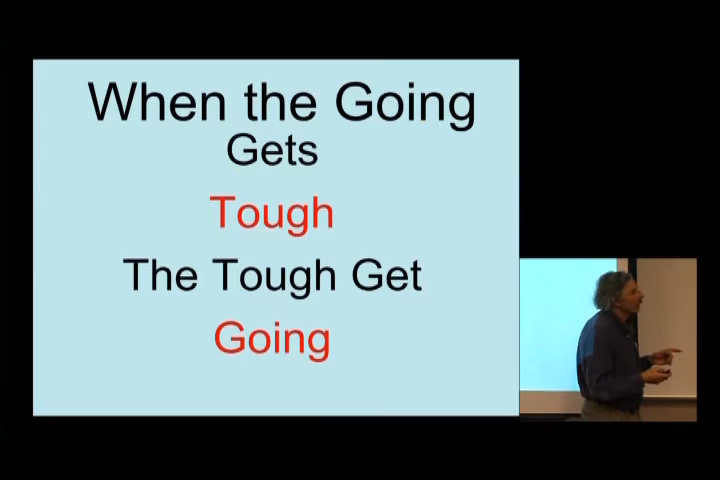 When the Going
Gets
Tough
The Tough Get
Going